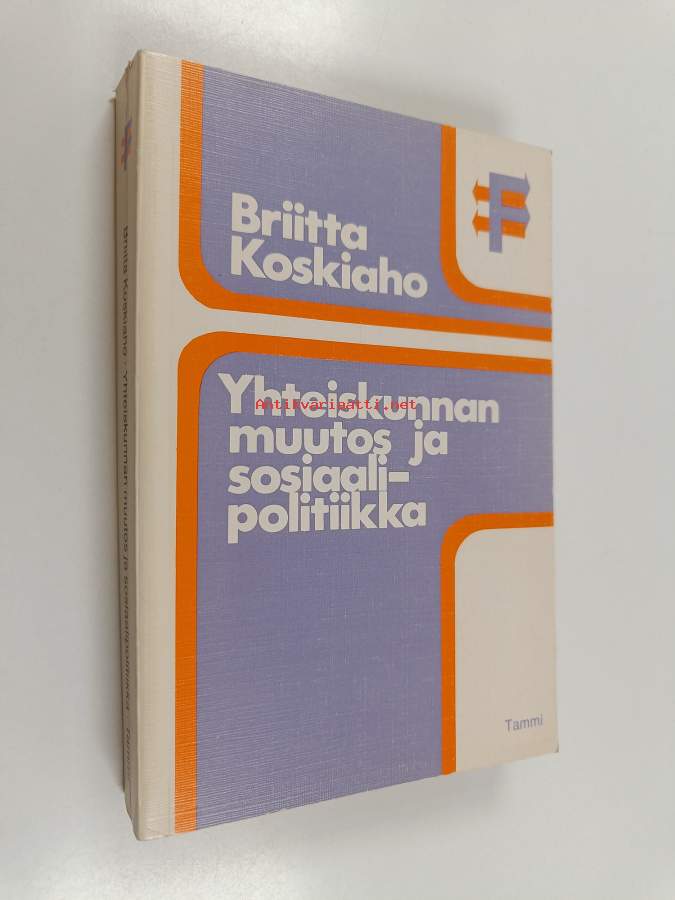 Briitta
Koskiaho
Yhteiskunnan
Antikvariaatti.net
muutos ja
sosiaali-
politiikka
Tammi
Briitta Koskiaho · Yhteiskunnan muutos ja sosiaalipolitiikka